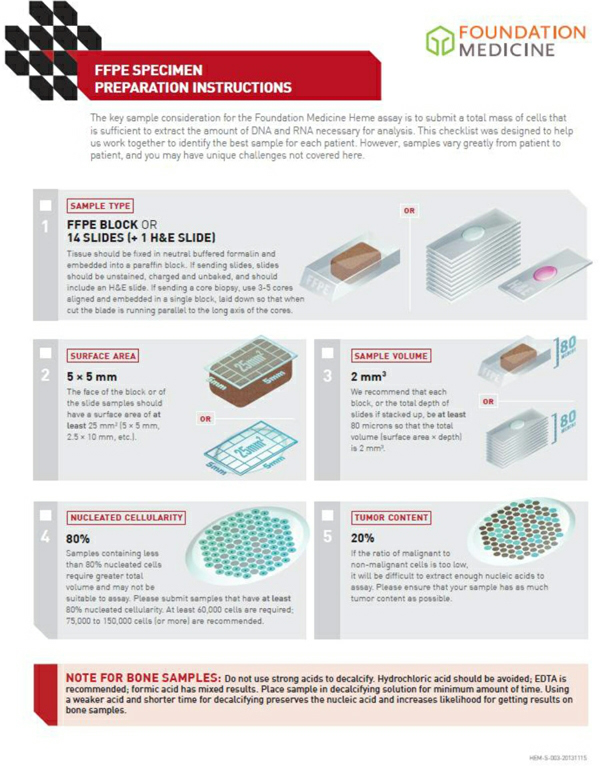 FOUNDATION
MEDICINE
FFPE SPECIMEN
PREPARATION INSTRUCTIONS
The key sample consideration for the Foundation Medicine Heme assay is to submit a total mass of cells that
is sufficient to extract the amount of DNA and RNA necessary for analysis. This checklist was designed to help
us work together to identify the best sample for each patient. However, samples vary greatly from patient to
patient, and you may have unique challenges not covered here.
1
SAMPLE TYPE
FFPE BLOCK OR
14 SLIDES (+ 1 H&E SLIDE)
Tissue should be fixed in neutral buffered formalin and
embedded into a paraffin block. If sending slides, slides
should be unstained, charged and unbaked, and should
include an H&E slide. If sending a core biopsy, use 3-5 cores
aligned and embedded in a single block, laid down so that when
cut the blade is running parallel to the long axis of the cores.
FFPE
OR
2
SURFACE AREA
5 × 5 mm
The face of the block or of
the slide samples should
have a surface area of at
least 25 mm² (5 × 5 mm,
2.5 × 10 mm, etc.).
25mm²
5mm
5mm
OR
25mm²
5mm
5mm
3
SAMPLE VOLUME
2 mm³
We recommend that each
block, or the total depth of
slides if stacked up, be at least
80 microns so that the total
volume (surface area × depth)
is 2 mm³.
80
OR
80
4
NUCLEATED CELLULARITY
80%
Samples containing less
than 80% nucleated cells
require greater total
volume and may not be
suitable to assay. Please submit samples that have at least
80% nucleated cellularity. At least 60,000 cells are required;
75,000 to 150,000 cells (or more) are recommended.
5
TUMOR CONTENT
20%
If the ratio of malignant to
non-malignant cells is too low,
it will be difficult to extract enough nucleic acids to
assay. Please ensure that your sample has as much
tumor content as possible.
NOTE FOR BONE SAMPLES: Do not use strong acids to decalcify. Hydrochloric acid should be avoided; EDTA is
recommended; formic acid has mixed results. Place sample in decalcifying solution for minimum amount of time. Using
a weaker acid and shorter time for decalcifying preserves the nucleic acid and increases likelihood for getting results on
bone samples.
HEM-S-003-20131115